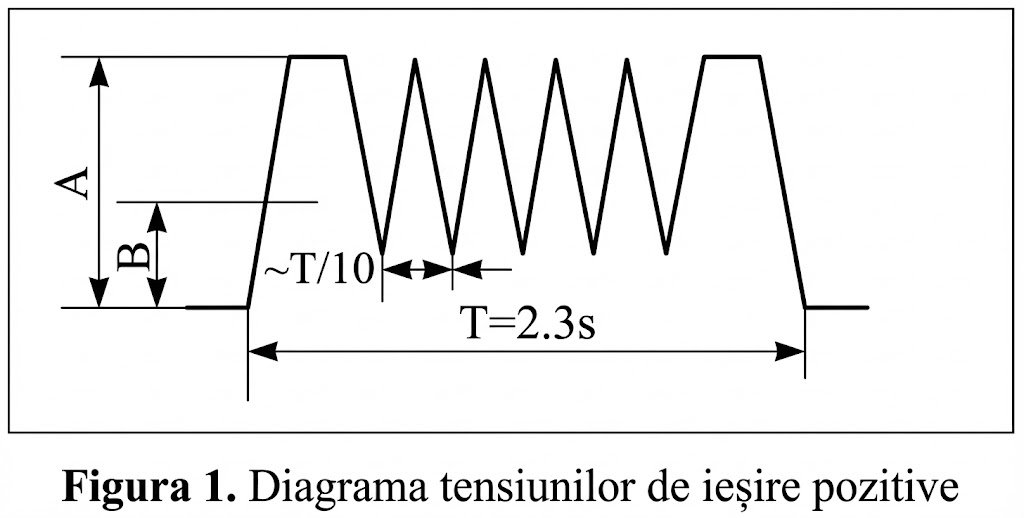 A
B
~T/10
T=2.3s
Figura 1. Diagrama tensiunilor de ieșire pozitive